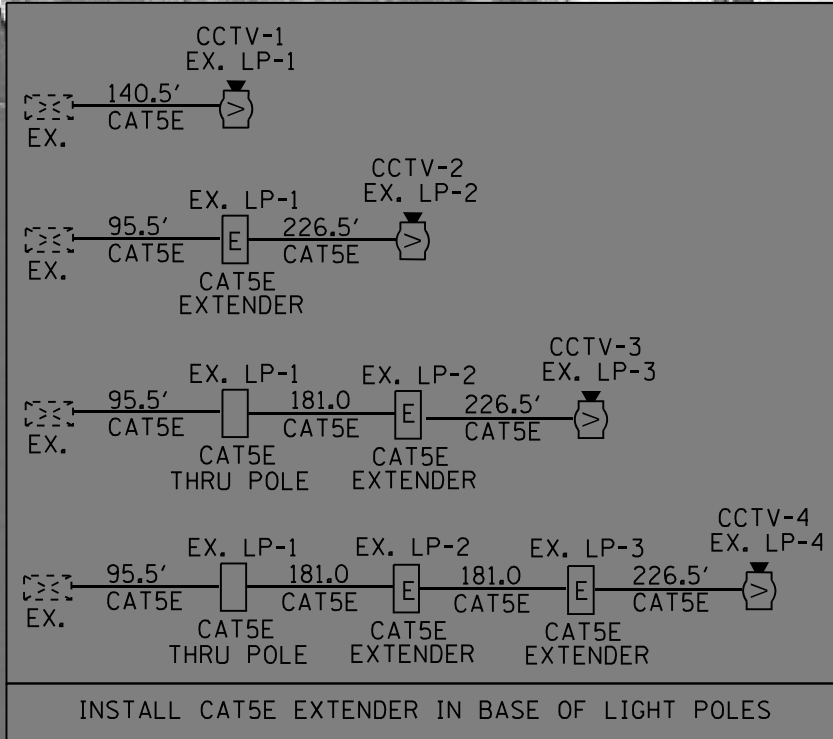 CCTV-1
EX. LP-1
140.5'
CAT5E
EX.
CCTV-2
EX. LP-2
EX. LP-1
95.5'
CAT5E
E
226.5'
CAT5E
EX.
CAT5E
EXTENDER
CCTV-3
EX. LP-3
EX. LP-1
EX. LP-2
95.5'
CAT5E
181.0
CAT5E
E
226.5'
CAT5E
EX.
CAT5E
THRU POLE
CAT5E
EXTENDER
CCTV-4
EX. LP-4
EX. LP-1
EX. LP-2
EX. LP-3
95.5'
CAT5E
181.0
CAT5E
E
181.0
CAT5E
E
226.5'
CAT5E
EX.
CAT5E
THRU POLE
CAT5E
EXTENDER
CAT5E
EXTENDER
INSTALL CAT5E EXTENDER IN BASE OF LIGHT POLES